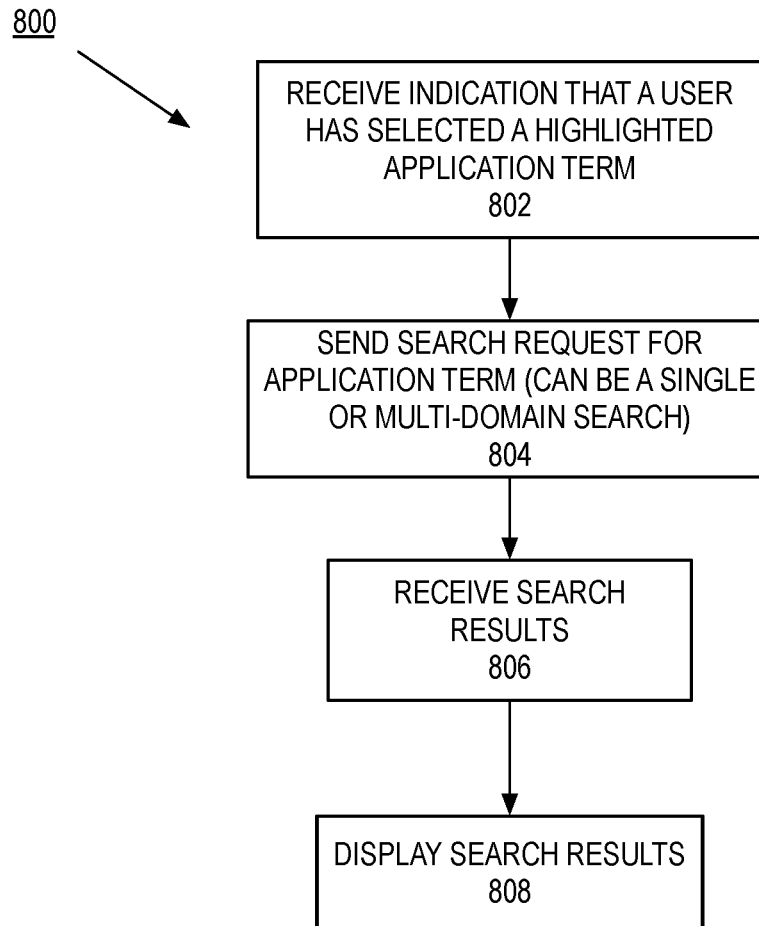 800
RECEIVE INDICATION THAT A USER
HAS SELECTED A HIGHLIGHTED
APPLICATION TERM
802
SEND SEARCH REQUEST FOR
APPLICATION TERM (CAN BE A SINGLE
OR MULTI-DOMAIN SEARCH)
804
RECEIVE SEARCH
RESULTS
806
DISPLAY SEARCH RESULTS
808